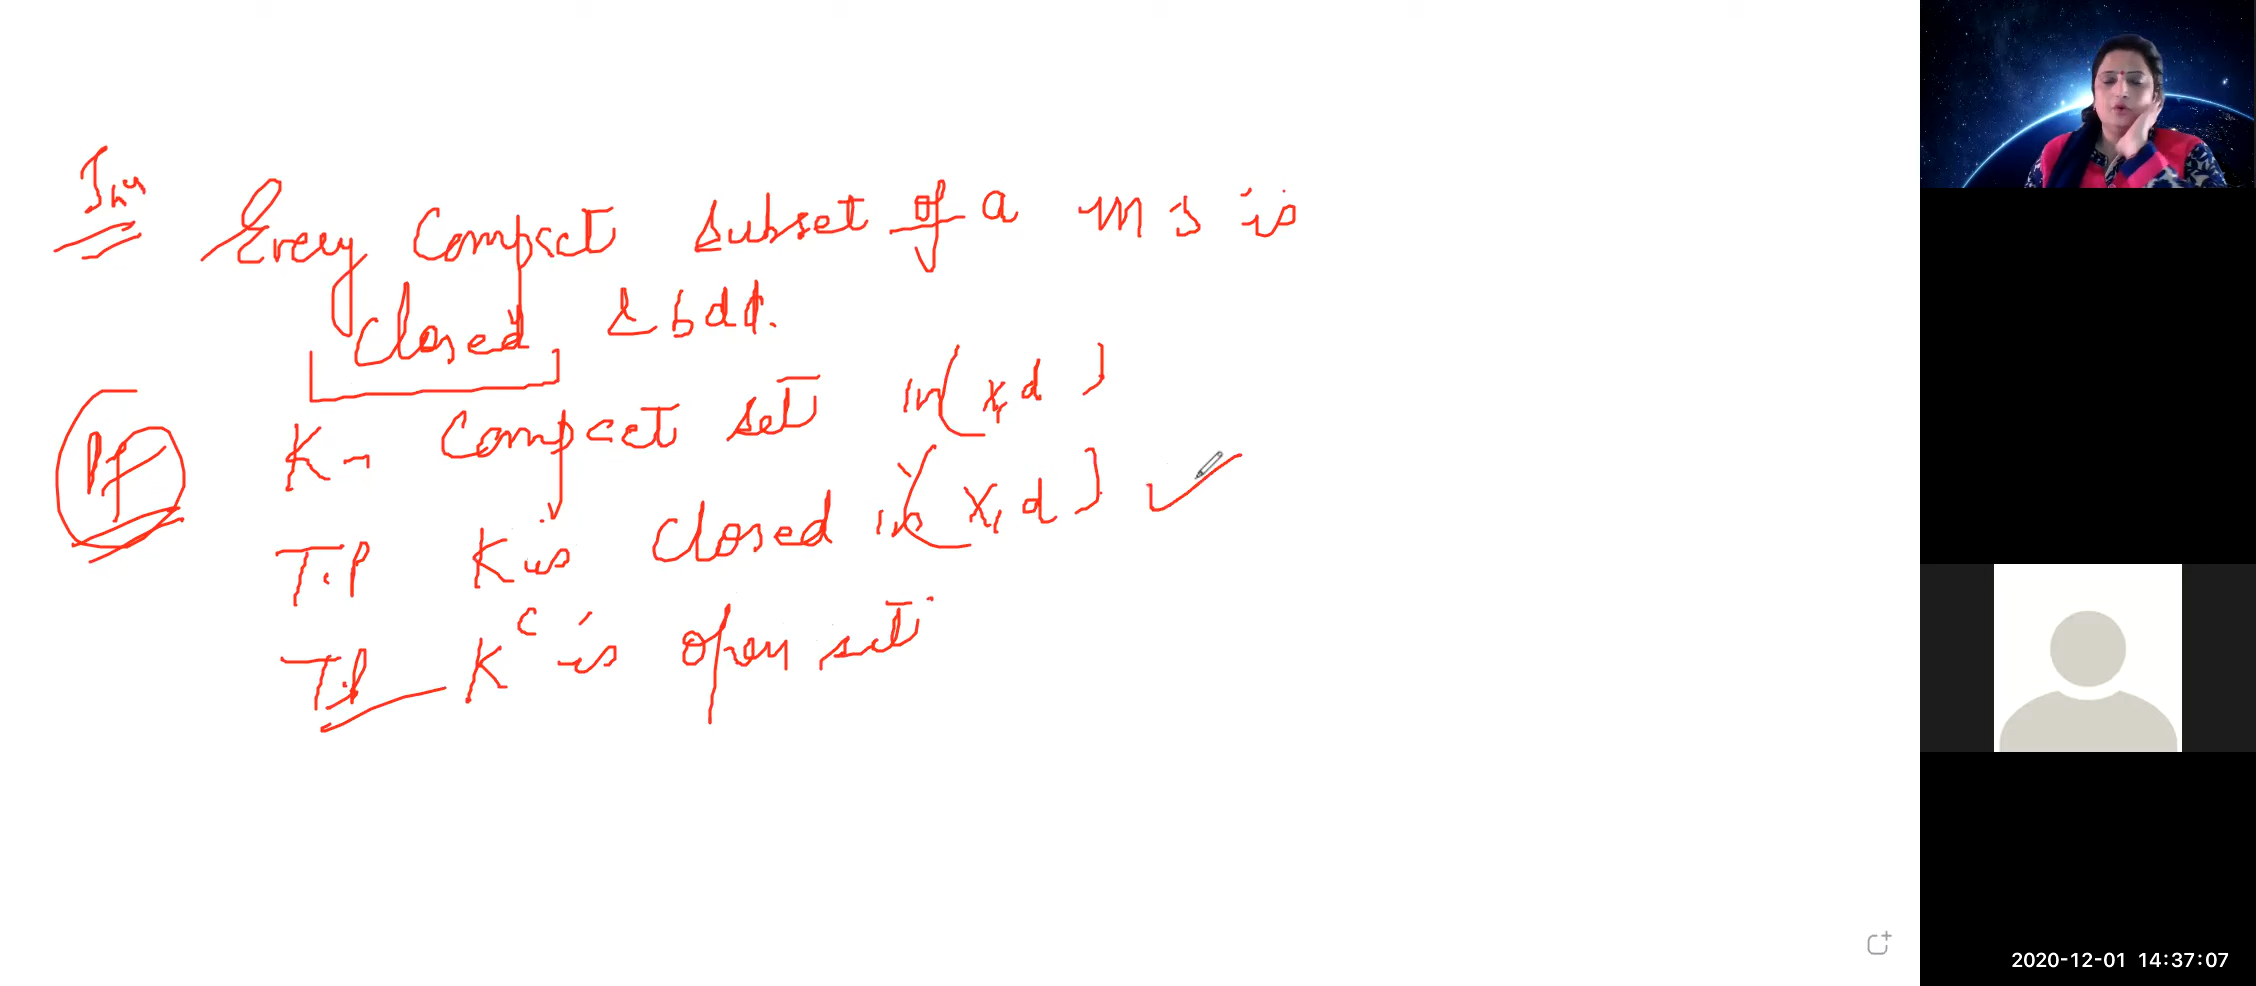 Thm Every Compact subset of a m s is
closed & bdd.
Pf K → Compact set in (X, d)
T.P K is closed in (X, d) ✓
T.P K^c is open set
2020-12-01 14:37:07